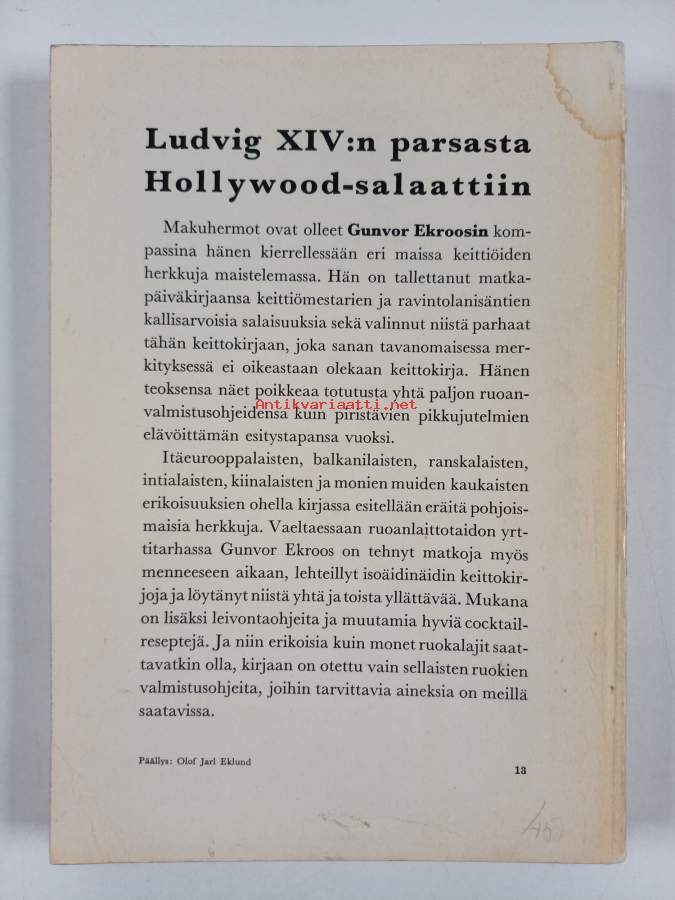 Ludvig XIV:n parsasta
Hollywood-salaattiin
Makuhermot ovat olleet Gunvor Ekroosin kom-
passina hänen kierrellessään eri maissa keittiöiden
herkkuja maistelemassa. Hän on tallettanut matka-
päiväkirjaansa keittiömestarien ja ravintolanisäntien
kallisarvoisia salaisuuksia sekä valinnut niistä parhaat
tähän keittokirjaan, joka sanan tavanomaisessa mer-
kityksessä ei oikeastaan olekaan keittokirja. Hänen
teoksensa näet poikkeaa totutusta yhtä paljon ruoan-
Antikvariaatti.net
valmistusohjeidensa kuin piristävien pikkujutelmien
elävöittämän esitystapansa vuoksi.
Itäeurooppalaisten, balkanilaisten, ranskalaisten,
intialaisten, kiinalaisten ja monien muiden kaukaisten
erikoisuuksien ohella kirjassa esitellään eräitä pohjois-
maisia herkkuja. Vaeltaessaan ruoanlaittotaidon yrt-
titarhassa Gunvor Ekroos on tehnyt matkoja myös
menneeseen aikaan, lehteillyt isoäidinäidin keittokir-
joja ja löytänyt niistä yhtä ja toista yllättävää. Mukana
on lisäksi leivontaohjeita ja muutamia hyviä cocktail-
reseptejä. Ja niin erikoisia kuin monet ruokalajit saat-
tavatkin olla, kirjaan on otettu vain sellaisten ruokien
valmistusohjeita, joihin tarvittavia aineksia on meillä
saatavissa.
Päällys: Olof Jarl Eklund
13
45